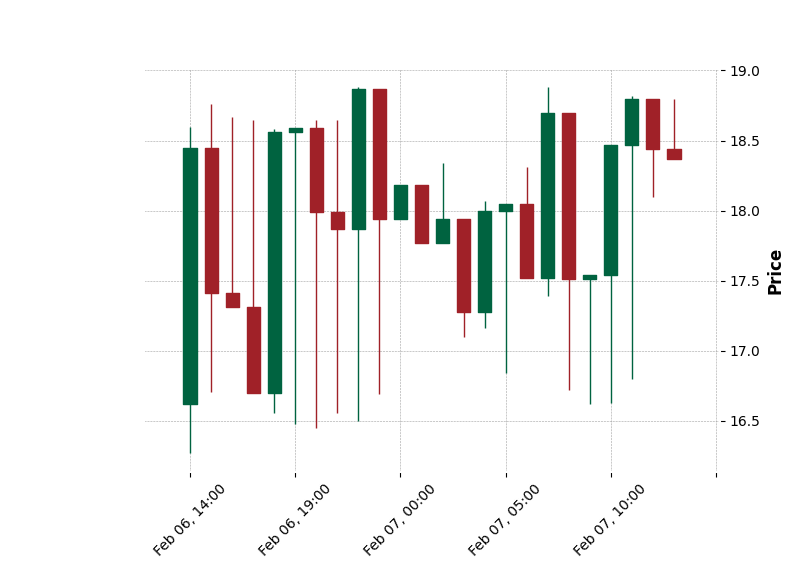 19.0
18.5
18.0
17.5
17.0
16.5
Price
Feb 06, 14:00
Feb 06, 19:00
Feb 07, 00:00
Feb 07, 05:00
Feb 07, 10:00